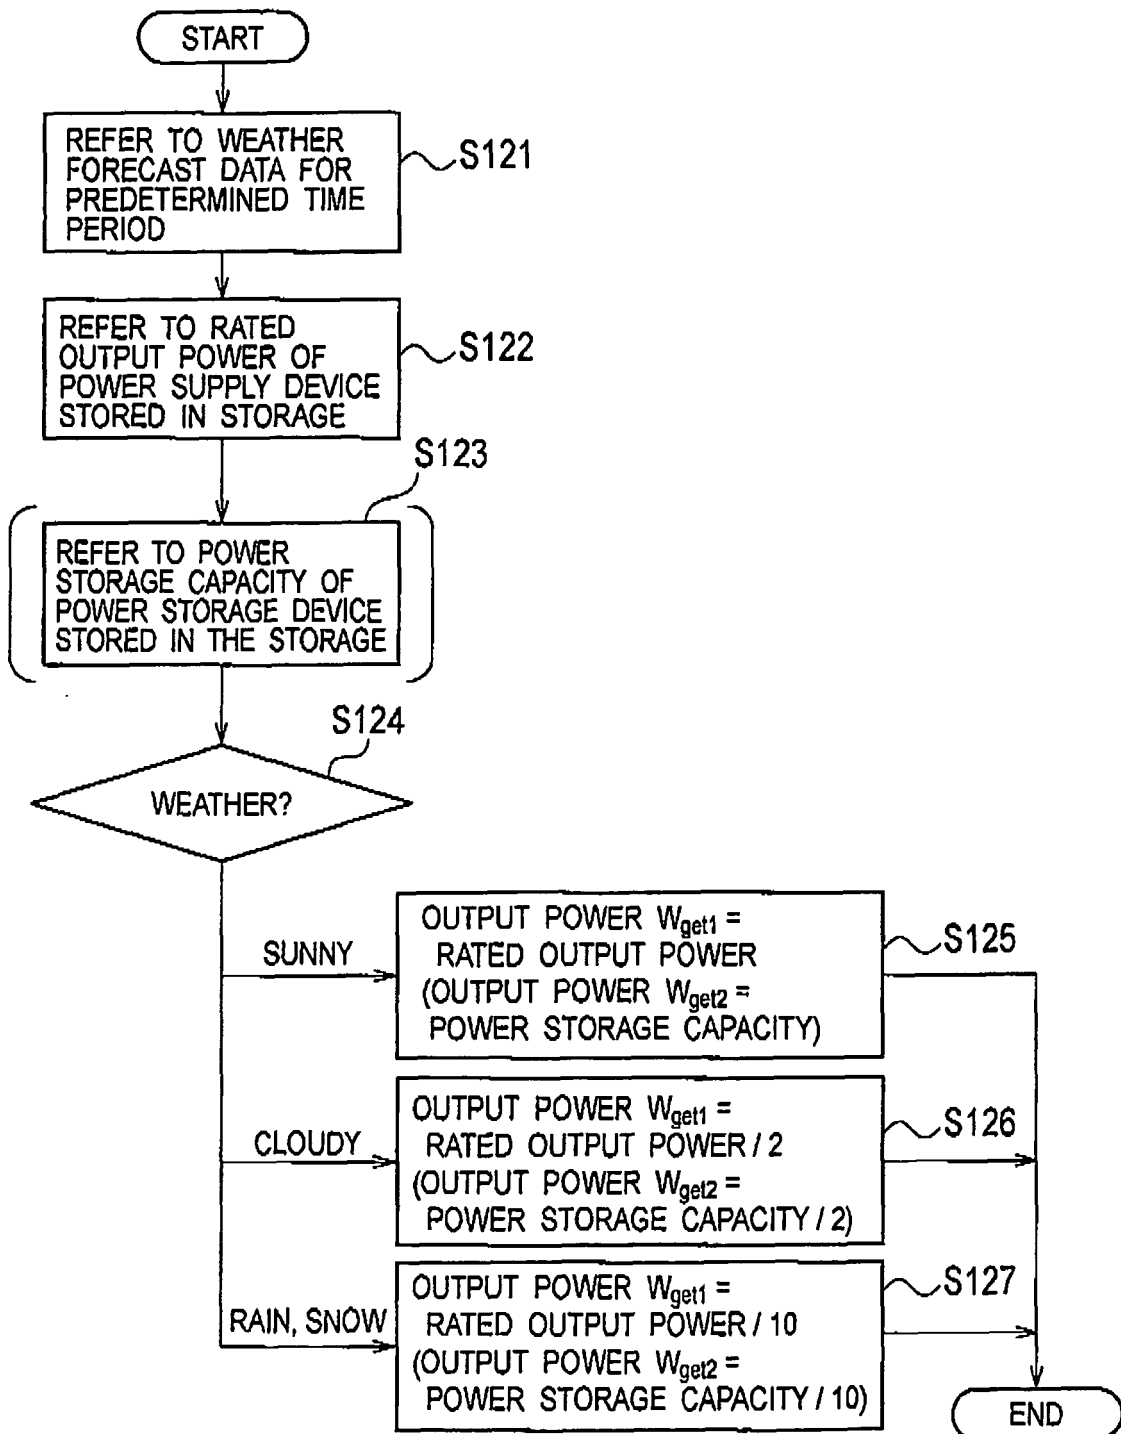 START
REFER TO WEATHER
FORECAST DATA FOR
PREDETERMINED TIME
PERIOD
S121
REFER TO RATED
OUTPUT POWER OF
POWER SUPPLY DEVICE
STORED IN STORAGE
S122
S123
REFER TO POWER
STORAGE CAPACITY OF
POWER STORAGE DEVICE
STORED IN THE STORAGE
S124
WEATHER?
SUNNY
OUTPUT POWER Wget1 =
RATED OUTPUT POWER
(OUTPUT POWER Wget2 =
POWER STORAGE CAPACITY)
S125
CLOUDY
OUTPUT POWER Wget1 =
RATED OUTPUT POWER / 2
(OUTPUT POWER Wget2 =
POWER STORAGE CAPACITY / 2)
S126
RAIN, SNOW
OUTPUT POWER Wget1 =
RATED OUTPUT POWER / 10
(OUTPUT POWER Wget2 =
POWER STORAGE CAPACITY / 10)
S127
END